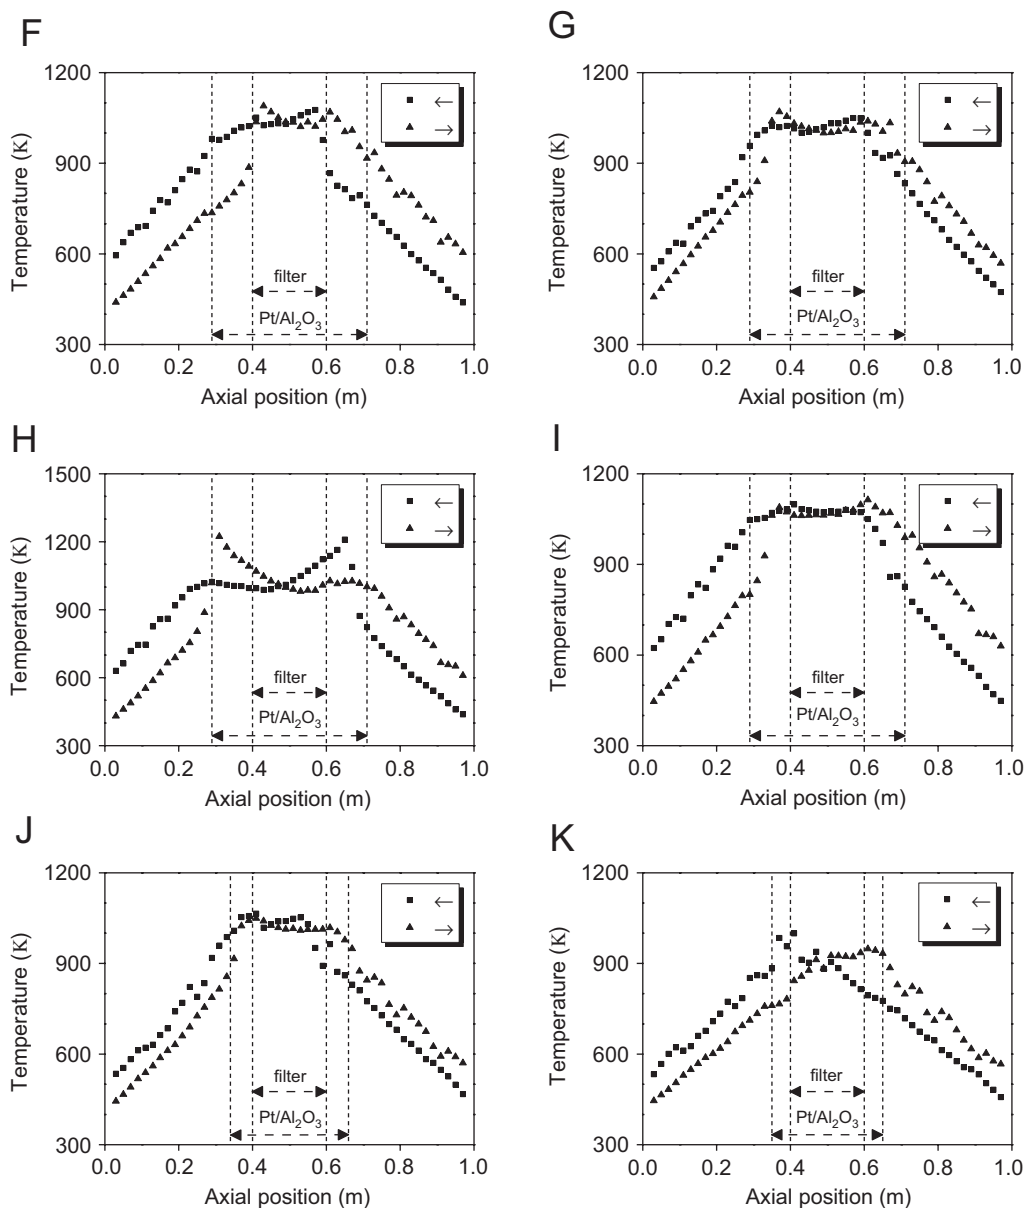 F
1200
900
600
300
Temperature (K)
←
→
filter
Pt/Al2O3
0.0 0.2 0.4 0.6 0.8 1.0
Axial position (m)
G
1200
900
600
300
Temperature (K)
←
→
filter
Pt/Al2O3
0.0 0.2 0.4 0.6 0.8 1.0
Axial position (m)
H
1500
1200
900
600
300
Temperature (K)
←
→
filter
Pt/Al2O3
0.0 0.2 0.4 0.6 0.8 1.0
Axial position (m)
I
1200
900
600
300
Temperature (K)
←
→
filter
Pt/Al2O3
0.0 0.2 0.4 0.6 0.8 1.0
Axial position (m)
J
1200
900
600
300
Temperature (K)
←
→
filter
Pt/Al2O3
0.0 0.2 0.4 0.6 0.8 1.0
Axial position (m)
K
1200
900
600
300
Temperature (K)
←
→
filter
Pt/Al2O3
0.0 0.2 0.4 0.6 0.8 1.0
Axial position (m)